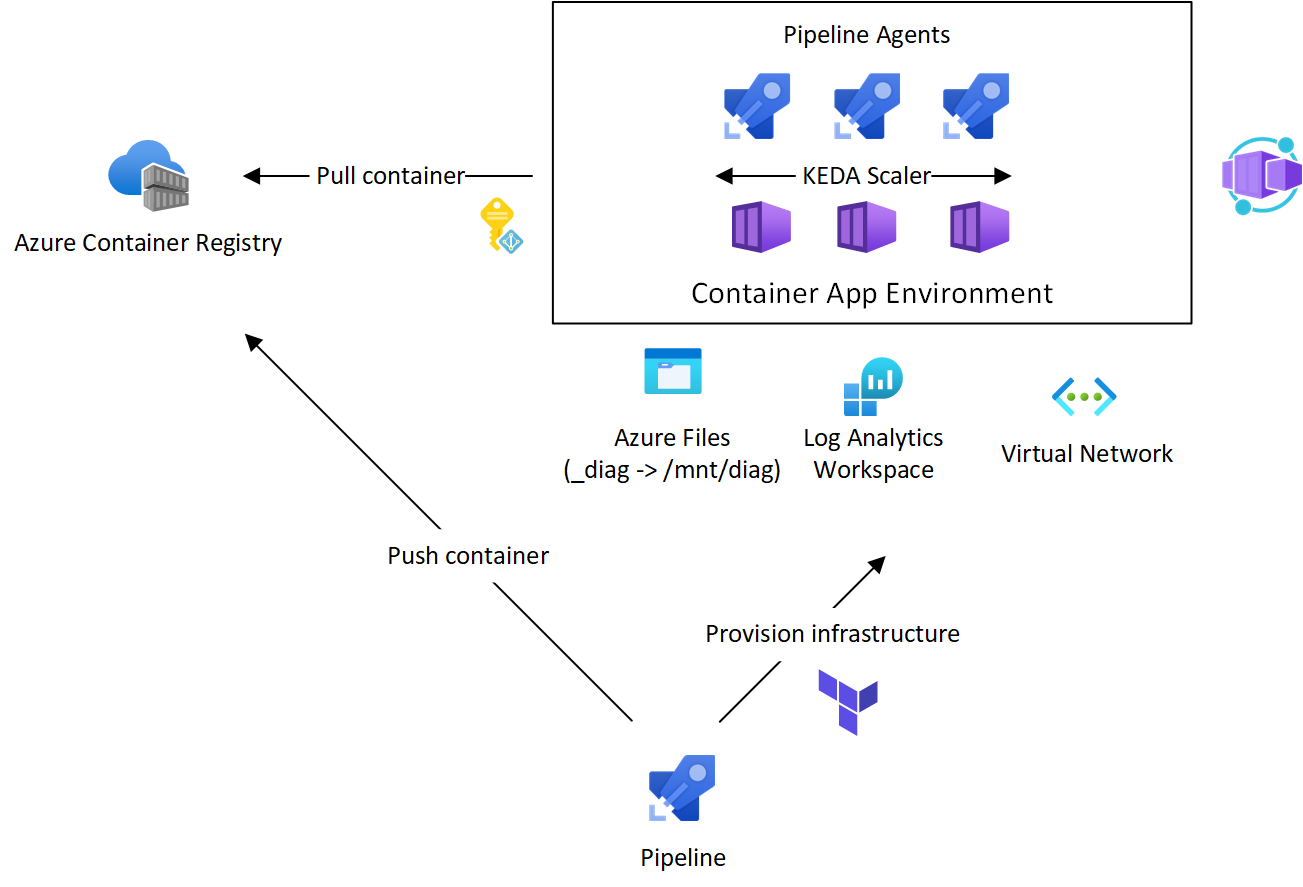 Pipeline Agents
Pull container
KEDA Scaler
Azure Container Registry
Container App Environment
Azure Files
(_diag -> /mnt/diag)
Log Analytics
Workspace
Virtual Network
Push container
Provision infrastructure
Pipeline